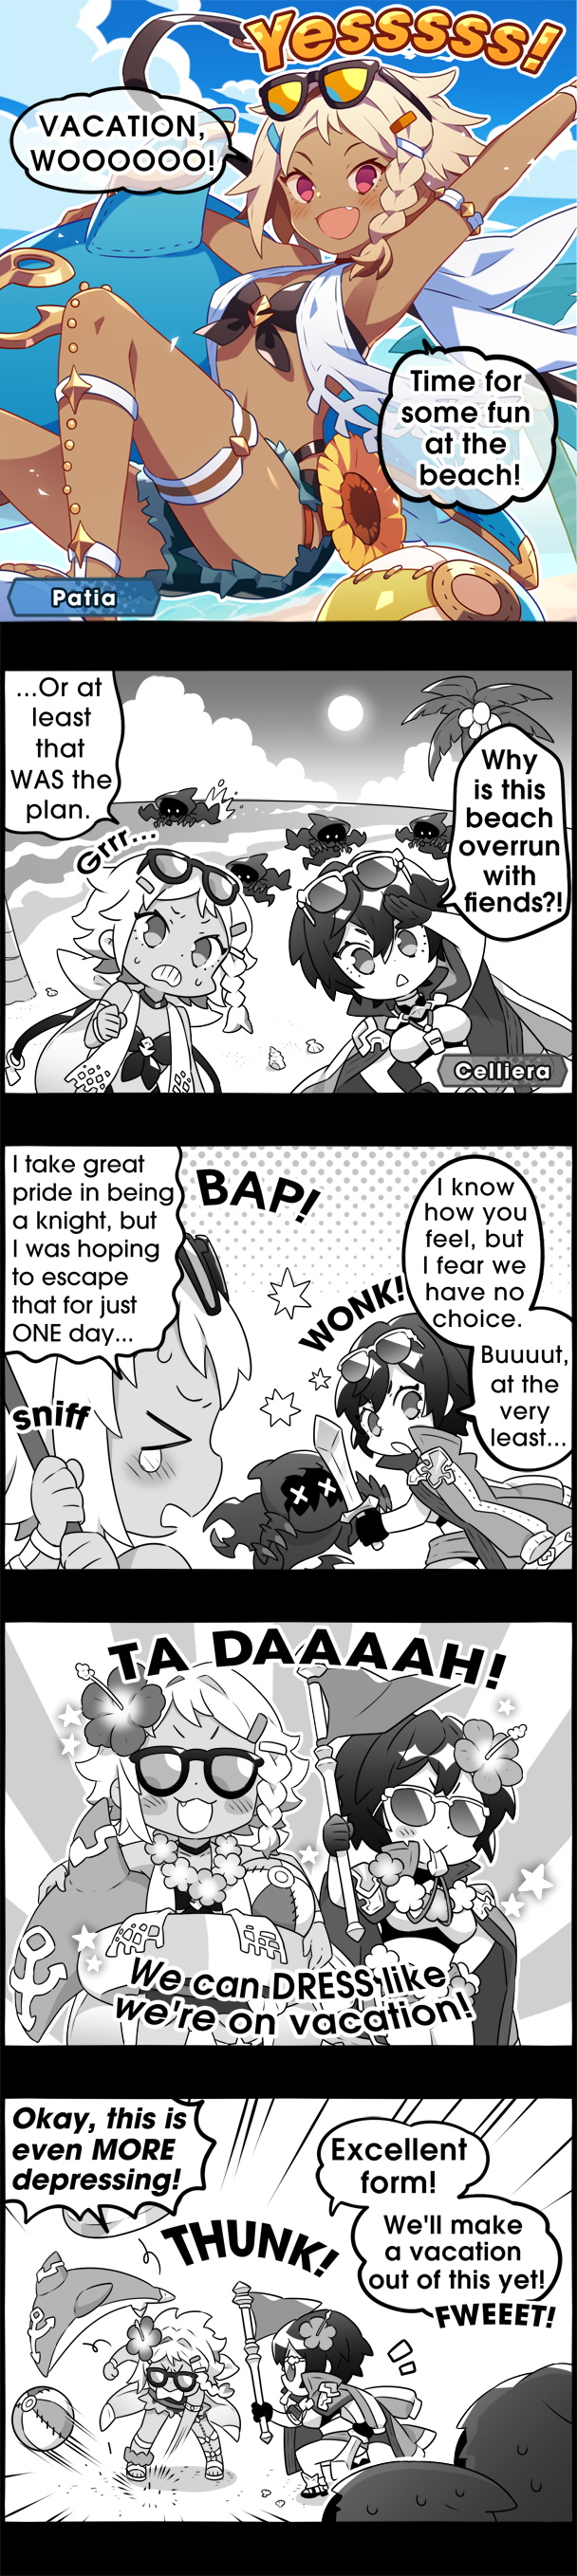 Yesssss!
VACATION,
WOOOOOO!
Time for
some fun
at the
beach!
Patia
...Or at
least
that
WAS the
plan.
Grrr...
Why
is this
beach
overrun
with
fiends?!
Celliera
I take great
pride in being
a knight, but
I was hoping
to escape
that for just
ONE day...
BAP!
I know
how you
feel, but
I fear we
have no
choice.
WONK!
Buuuut,
at the
very
least...
sniff
TA DAAAAH!
We can DRESS like
we're on vacation!
Okay, this is
even MORE
depressing!
Excellent
form!
THUNK!
We'll make
a vacation
out of this yet!
FWEEET!